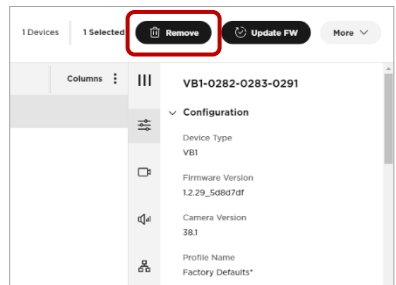 1 Devices
1 Selected
Remove
Update FW
More
Columns
VB1-0282-0283-0291
Configuration
Device Type
VB1
Firmware Version
1.2.29_5d8d7df
Camera Version
38.1
Profile Name
Factory Defaults*